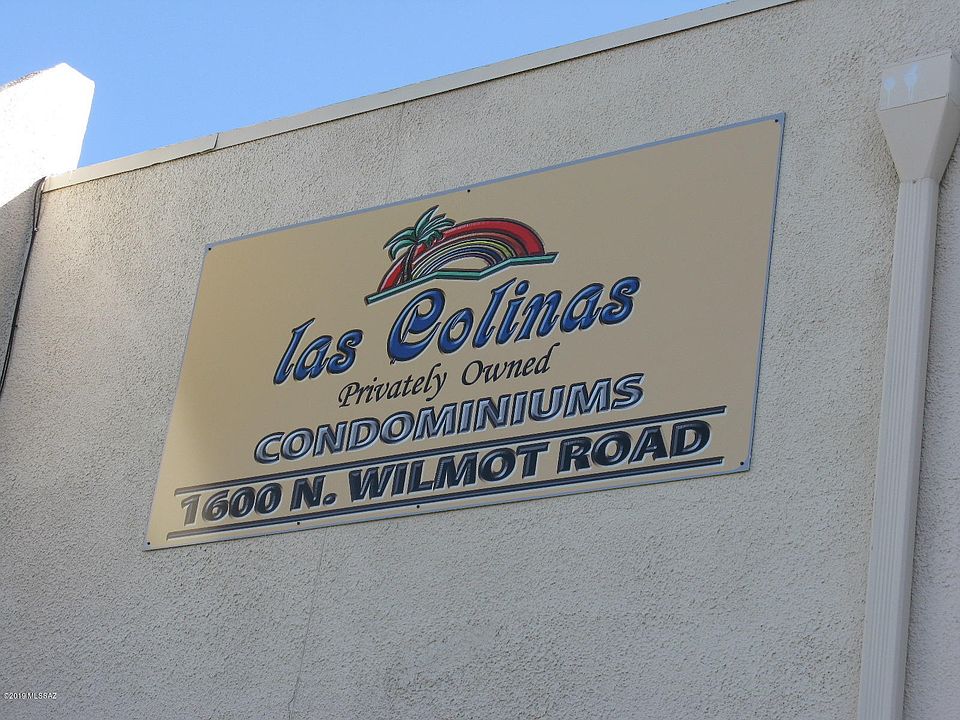 las Colinas
Privately Owned
CONDOMINIUMS
1600 N. WILMOT ROAD
©2019 MLSSAZ